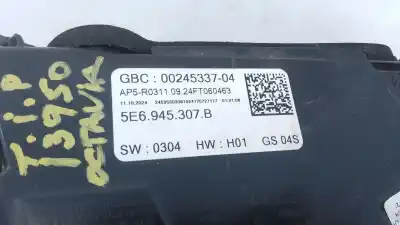 T.i.P
13950
OCTAVIA
GBC : 00245337-04
AP5-R0311.09.24FT060463
11.10.2024
5E6.945.307.B
SW : 0304 HW : H01 GS 04S